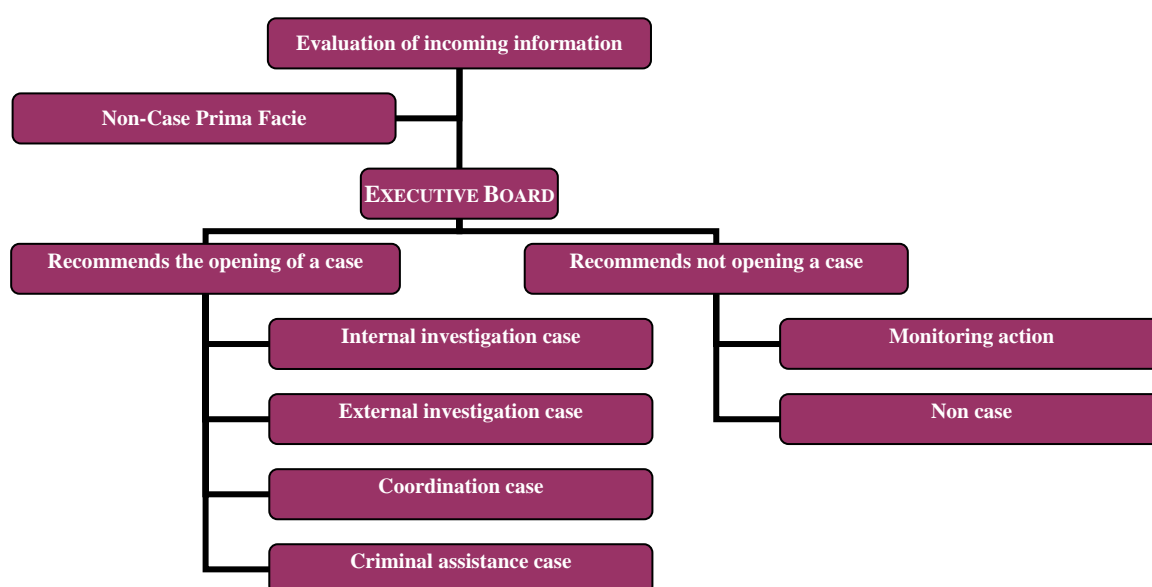 Evaluation of incoming information
Non-Case Prima Facie
EXECUTIVE BOARD
Recommends the opening of a case
Recommends not opening a case
Internal investigation case
Monitoring action
External investigation case
Non case
Coordination case
Criminal assistance case